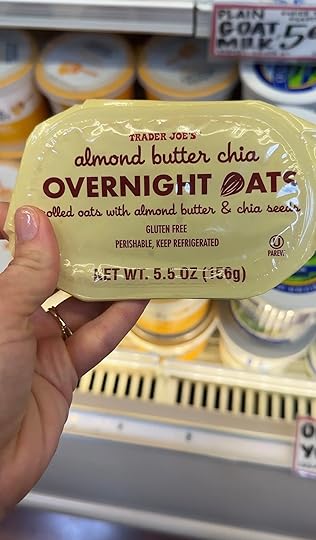 PLAIN
GOAT
MILK
TRADER JOE'S
almond butter chia
OVERNIGHT OATS
rolled oats with almond butter & chia seeds
GLUTEN FREE
PERISHABLE, KEEP REFRIGERATED
U
PAREVE
NET WT. 5.5 OZ (156g)